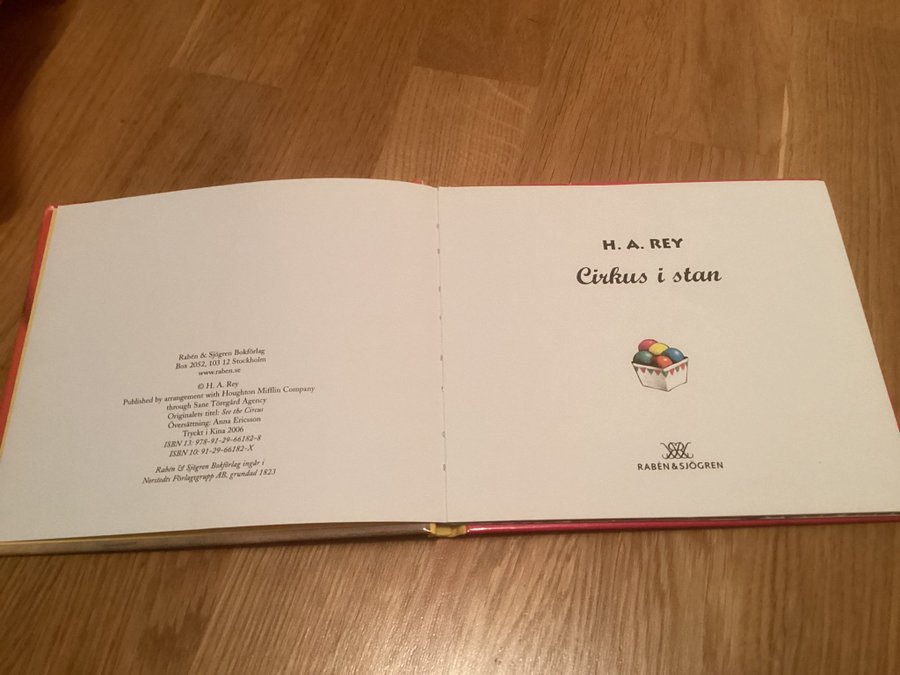 Rabén & Sjögren Bokförlag
Box 2052, 103 12 Stockholm
www.raben.se
© H. A. Rey
Published by arrangement with Houghton Mifflin Company
through Sane Töregård Agency
Originalets titel: See the Circus
Översättning: Anna Ericsson
Tryckt i Kina 2006
ISBN 13: 978-91-29-66182-8
ISBN 10: 91-29-66182-X
Rabén & Sjögren Bokförlag ingår i
Norstedts Förlagsgrupp AB, grundad 1823
H. A. REY
Cirkus i stan
RABÉN & SJÖGREN